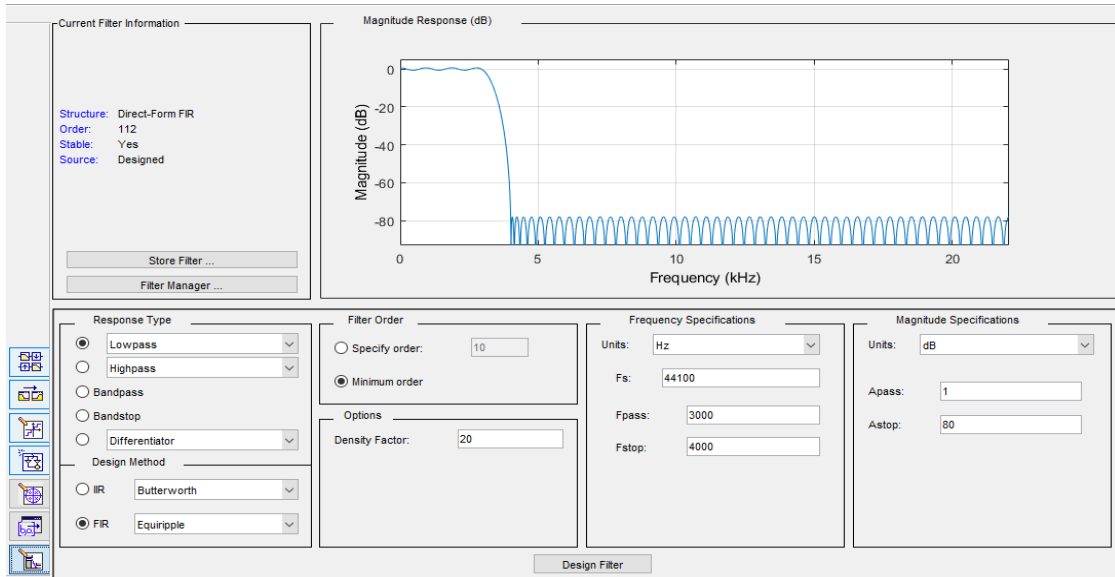 Current Filter Information
Structure: Direct-Form FIR
Order: 112
Stable: Yes
Source: Designed
Store Filter ...
Filter Manager ...
Magnitude Response (dB)
Magnitude (dB)
0
-20
-40
-60
-80
0 5 10 15 20
Frequency (kHz)
Response Type
Lowpass
Highpass
Bandpass
Bandstop
Differentiator
Design Method
IIR Butterworth
FIR Equiripple
Filter Order
Specify order: 10
Minimum order
Options
Density Factor: 20
Frequency Specifications
Units: Hz
Fs: 44100
Fpass: 3000
Fstop: 4000
Magnitude Specifications
Units: dB
Apass: 1
Astop: 80
Design Filter